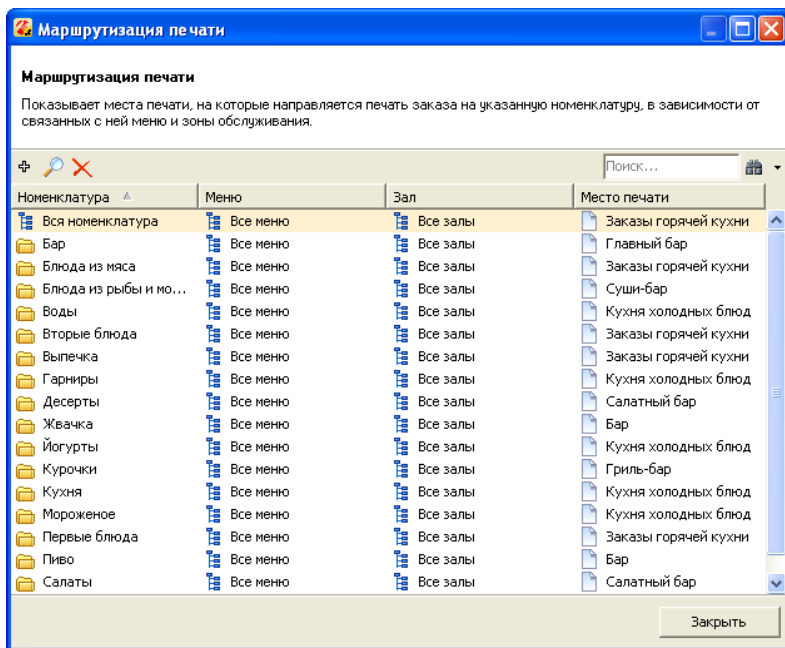 Маршрутизация печати
Маршрутизация печати
Показывает места печати, на которые направляется печать заказа на указанную номенклатуру, в зависимости от
связанных с ней меню и зоны обслуживания.
Поиск...
Номенклатура Меню Зал Место печати
Вся номенклатура Все меню Все залы Заказы горячей кухни
Бар Все меню Все залы Главный бар
Блюда из мяса Все меню Все залы Заказы горячей кухни
Блюда из рыбы и мо... Все меню Все залы Суши-бар
Воды Все меню Все залы Кухня холодных блюд
Вторые блюда Все меню Все залы Заказы горячей кухни
Выпечка Все меню Все залы Заказы горячей кухни
Гарниры Все меню Все залы Кухня холодных блюд
Десерты Все меню Все залы Салатный бар
Жвачка Все меню Все залы Бар
Йогурты Все меню Все залы Кухня холодных блюд
Курочки Все меню Все залы Гриль-бар
Кухня Все меню Все залы Кухня холодных блюд
Мороженое Все меню Все залы Кухня холодных блюд
Первые блюда Все меню Все залы Заказы горячей кухни
Пиво Все меню Все залы Бар
Салаты Все меню Все залы Салатный бар
Закрыть